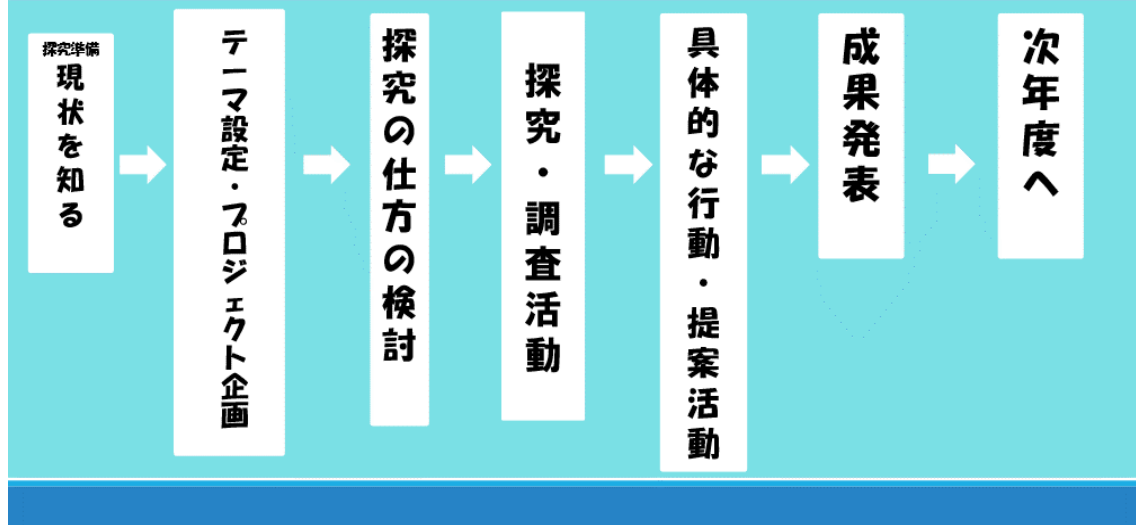 探究準備
現状を知る
テーマ設定・プロジェクト企画
探究の仕方の検討
探究・調査活動
具体的な行動・提案活動
成果発表
次年度へ